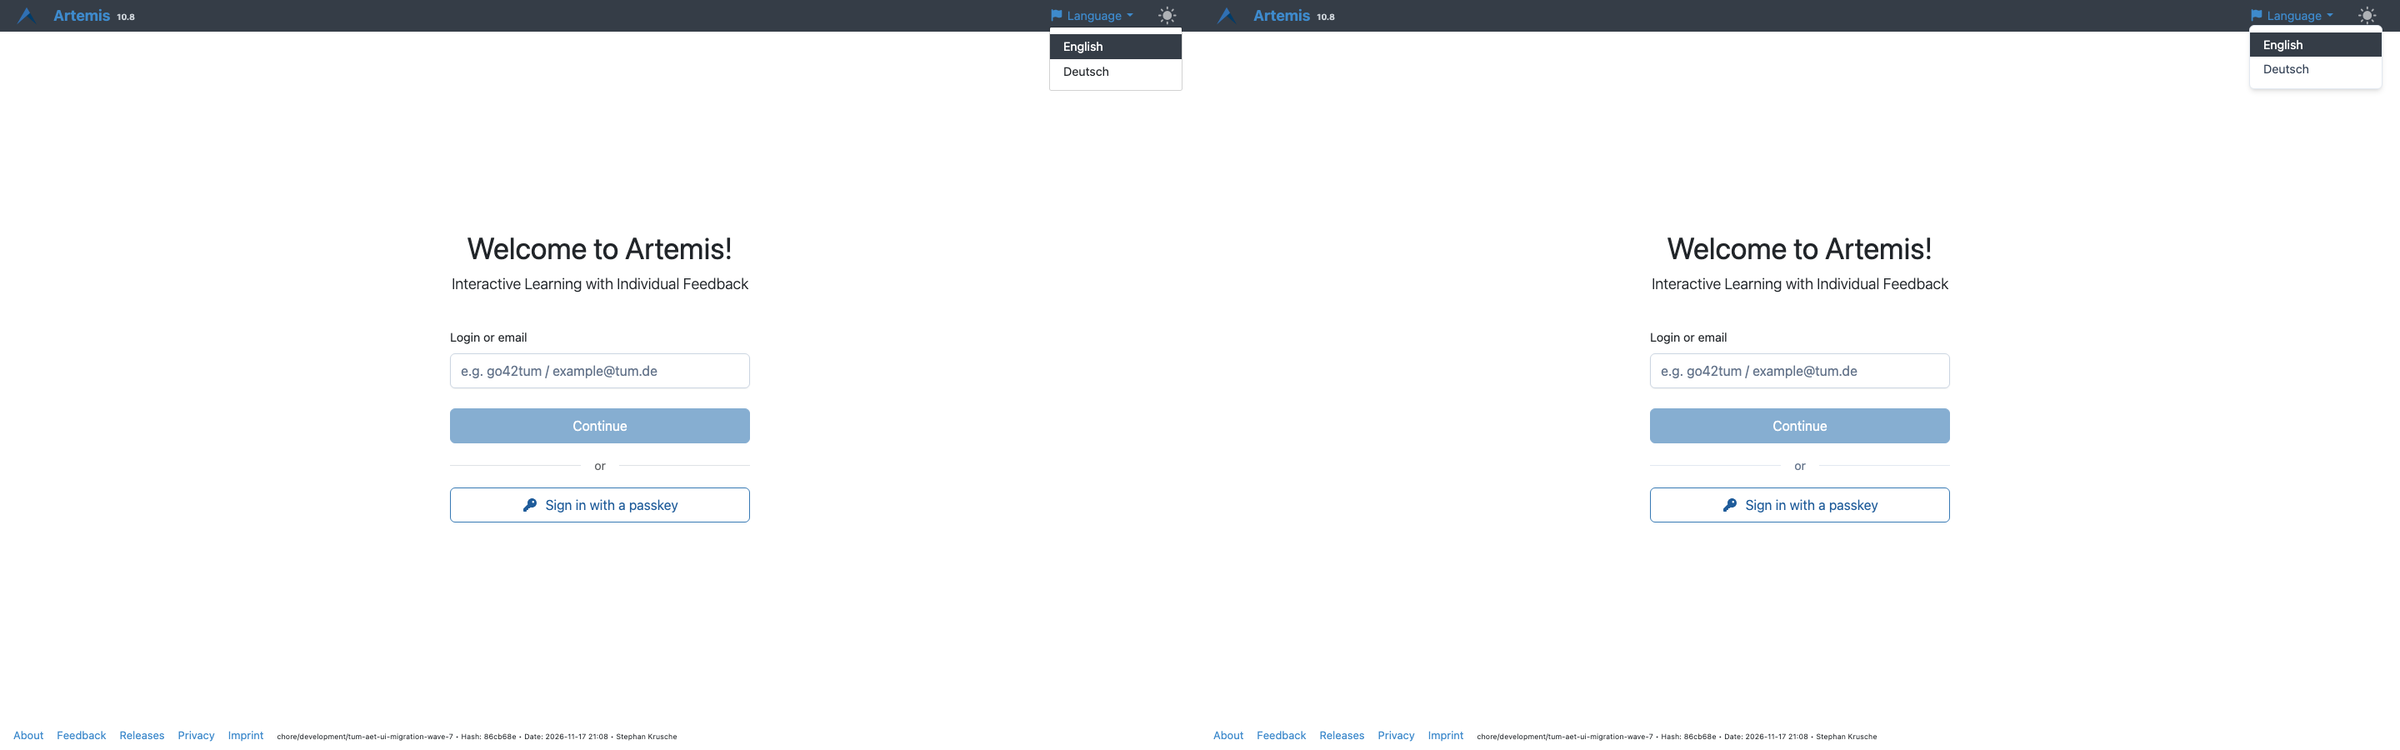 Artemis 10.8
Language
English
Deutsch
Welcome to Artemis!
Interactive Learning with Individual Feedback
Login or email
e.g. go42tum / example@tum.de
Continue
or
Sign in with a passkey
About Feedback Releases Privacy Imprint chore/development/tum-aet-ui-migration-wave-7 • Hash: 86cb68e • Date: 2026-11-17 21:08 • Stephan Krusche
Artemis 10.8
Language
English
Deutsch
Welcome to Artemis!
Interactive Learning with Individual Feedback
Login or email
e.g. go42tum / example@tum.de
Continue
or
Sign in with a passkey
About Feedback Releases Privacy Imprint chore/development/tum-aet-ui-migration-wave-7 • Hash: 86cb68e • Date: 2026-11-17 21:08 • Stephan Krusche